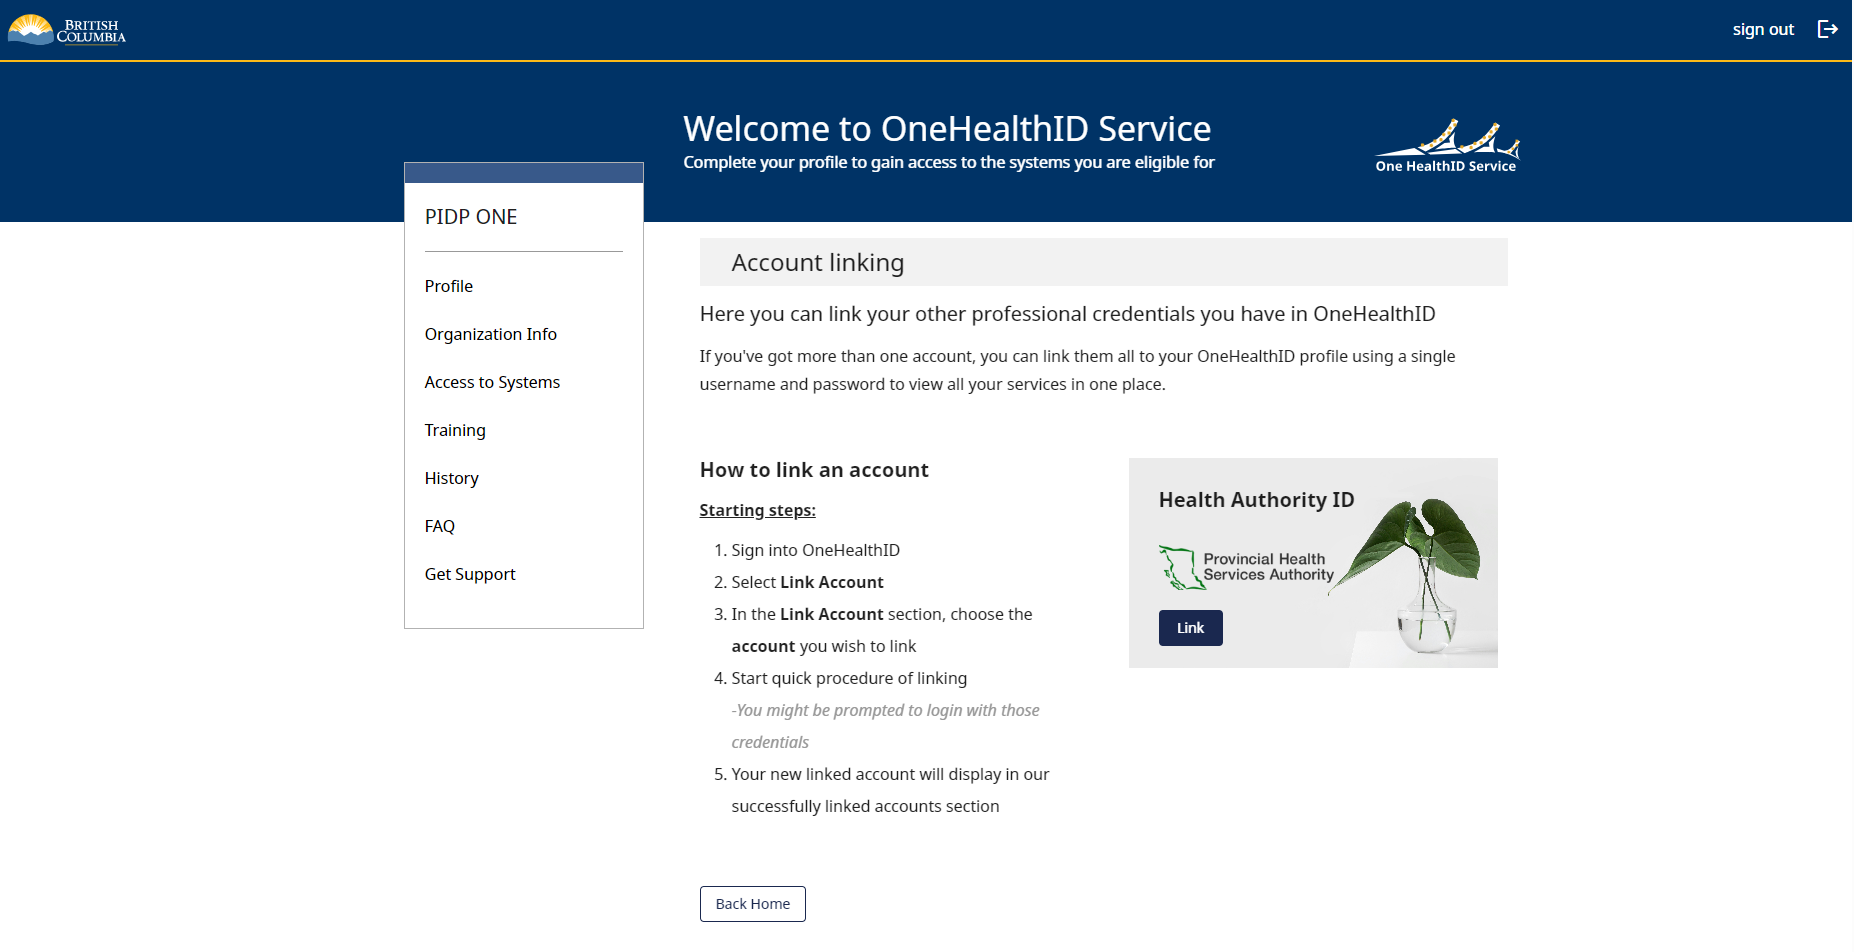 BRITISH
COLUMBIA
sign out
Welcome to OneHealthID Service
Complete your profile to gain access to the systems you are eligible for
One HealthID Service
PIDP ONE
Profile
Organization Info
Access to Systems
Training
History
FAQ
Get Support
Account linking
Here you can link your other professional credentials you have in OneHealthID
If you've got more than one account, you can link them all to your OneHealthID profile using a single
username and password to view all your services in one place.
How to link an account
Starting steps:
1. Sign into OneHealthID
2. Select Link Account
3. In the Link Account section, choose the
account you wish to link
4. Start quick procedure of linking
-You might be prompted to login with those
credentials
5. Your new linked account will display in our
successfully linked accounts section
Health Authority ID
Provincial Health
Services Authority
Link
Back Home